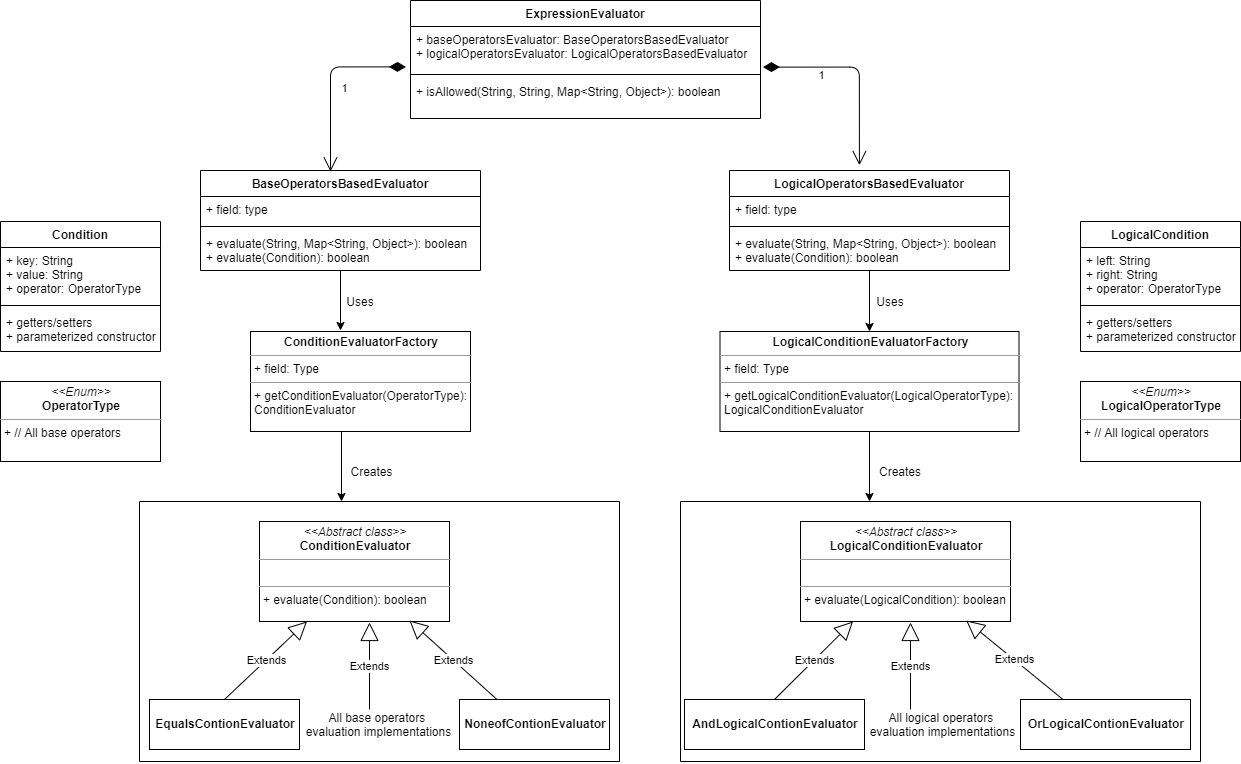 ExpressionEvaluator
+ baseOperatorsEvaluator: BaseOperatorsBasedEvaluator
+ logicalOperatorsEvaluator: LogicalOperatorsBasedEvaluator
+ isAllowed(String, String, Map<String, Object>): boolean
1
1
BaseOperatorsBasedEvaluator
+ field: type
+ evaluate(String, Map<String, Object>): boolean
+ evaluate(Condition): boolean
LogicalOperatorsBasedEvaluator
+ field: type
+ evaluate(String, Map<String, Object>): boolean
+ evaluate(Condition): boolean
Condition
+ key: String
+ value: String
+ operator: OperatorType
+ getters/setters
+ parameterized constructor
LogicalCondition
+ left: String
+ right: String
+ operator: OperatorType
+ getters/setters
+ parameterized constructor
Uses
Uses
ConditionEvaluatorFactory
+ field: Type
+ getConditionEvaluator(OperatorType):
ConditionEvaluator
LogicalConditionEvaluatorFactory
+ field: Type
+ getLogicalConditionEvaluator(LogicalOperatorType):
LogicalConditionEvaluator
<<Enum>>
OperatorType
+ // All base operators
<<Enum>>
LogicalOperatorType
+ // All logical operators
Creates
Creates
<<Abstract class>>
ConditionEvaluator
+ evaluate(Condition): boolean
Extends
Extends
Extends
EqualsContionEvaluator
All base operators
evaluation implementations
NoneofContionEvaluator
<<Abstract class>>
LogicalConditionEvaluator
+ evaluate(LogicalCondition): boolean
Extends
Extends
Extends
AndLogicalContionEvaluator
All logical operators
evaluation implementations
OrLogicalContionEvaluator